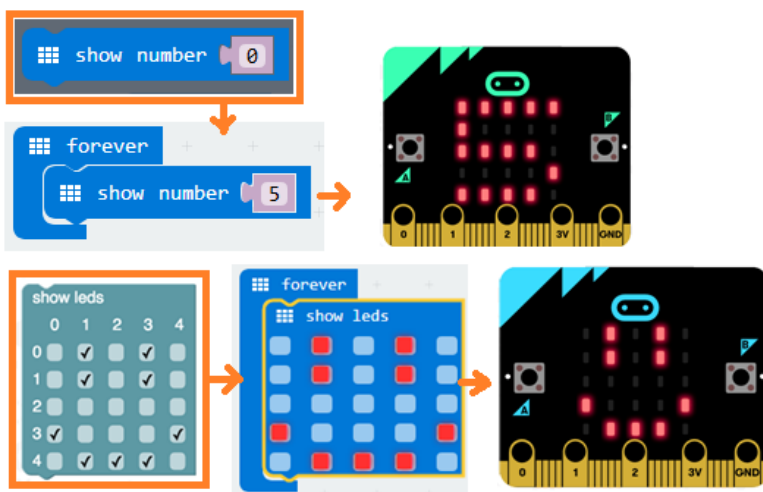 show number 0
forever
show number 5
B
A
0 1 2 3V GND
show leds
0 1 2 3 4
0
1
2
3
4
forever
show leds
B
A
0 1 2 3V GND